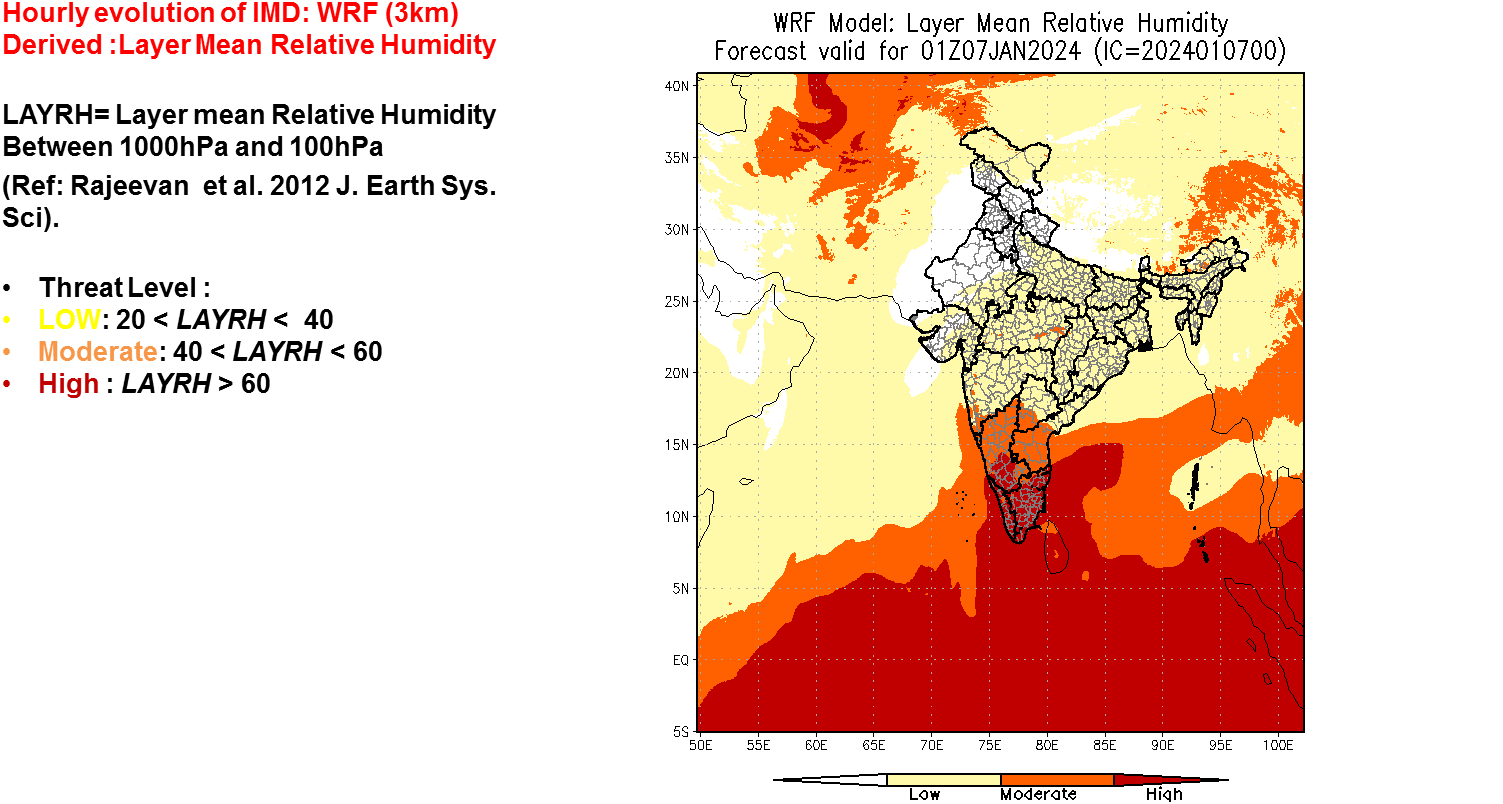 Hourly evolution of IMD: WRF (3km)
Derived :Layer Mean Relative Humidity
LAYRH= Layer mean Relative Humidity
Between 1000hPa and 100hPa
(Ref: Rajeevan et al. 2012 J. Earth Sys.
Sci).
• Threat Level :
• LOW: 20 < LAYRH < 40
• Moderate: 40 < LAYRH < 60
• High : LAYRH > 60
WRF Model: Layer Mean Relative Humidity
Forecast valid for 01Z07JAN2024 (IC=2024010700)
40N
35N
30N
25N
20N
15N
10N
5N
EQ
5S
50E 55E 60E 65E 70E 75E 80E 85E 90E 95E 100E
Low Moderate High